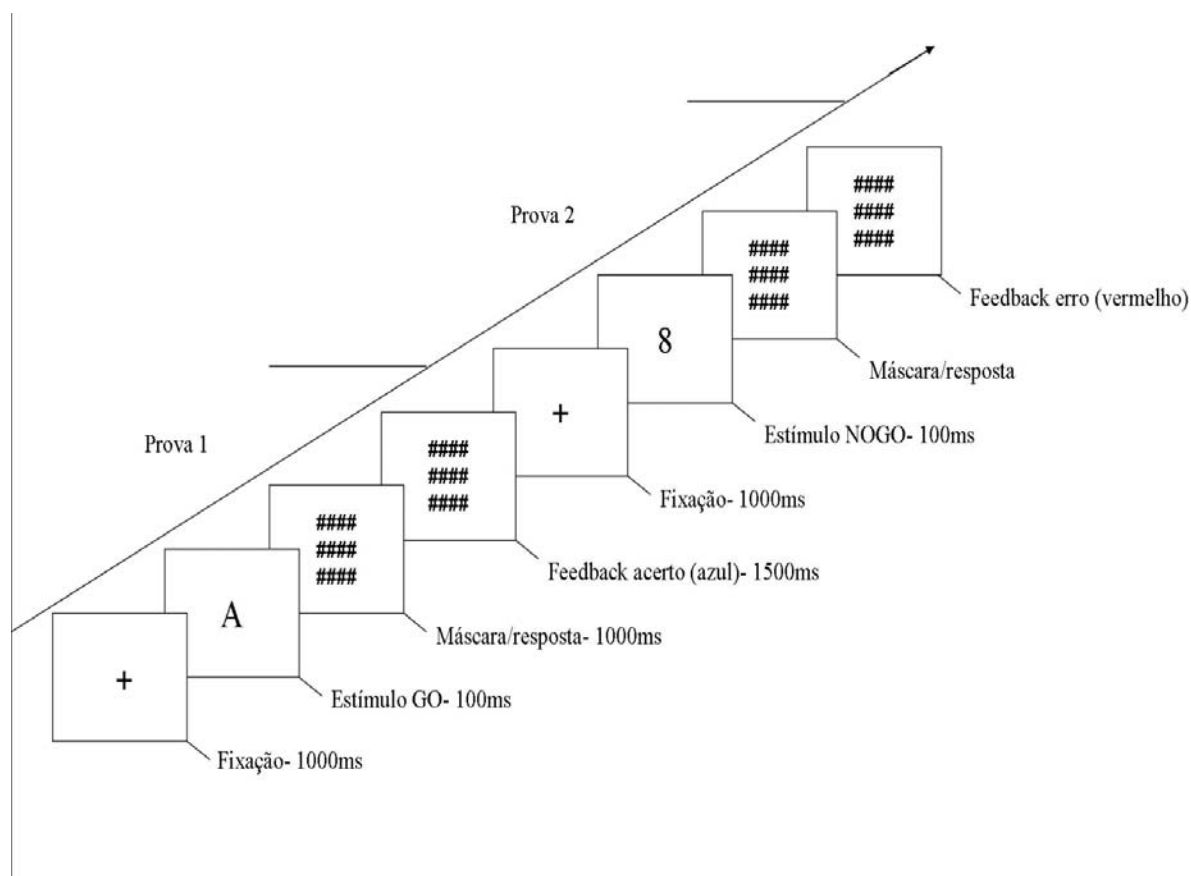 Prova 1
+
Fixação- 1000ms
A
Estímulo GO- 100ms
####
####
####
Máscara/resposta- 1000ms
####
####
####
Feedback acerto (azul)- 1500ms
Prova 2
+
Fixação- 1000ms
8
Estímulo NOGO- 100ms
####
####
####
Máscara/resposta
####
####
####
Feedback erro (vermelho)